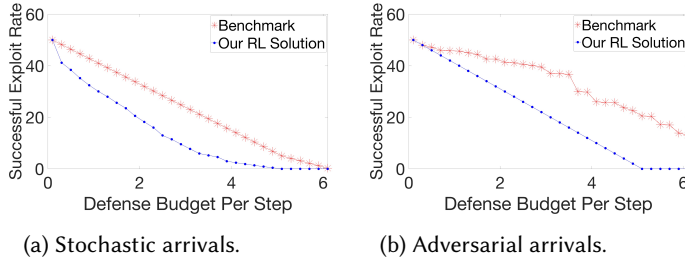 60
40
20
0
Successful Exploit Rate
Benchmark
Our RL Solution
0 2 4 6
Defense Budget Per Step
(a) Stochastic arrivals.
60
40
20
0
Successful Exploit Rate
Benchmark
Our RL Solution
0 2 4 6
Defense Budget Per Step
(b) Adversarial arrivals.